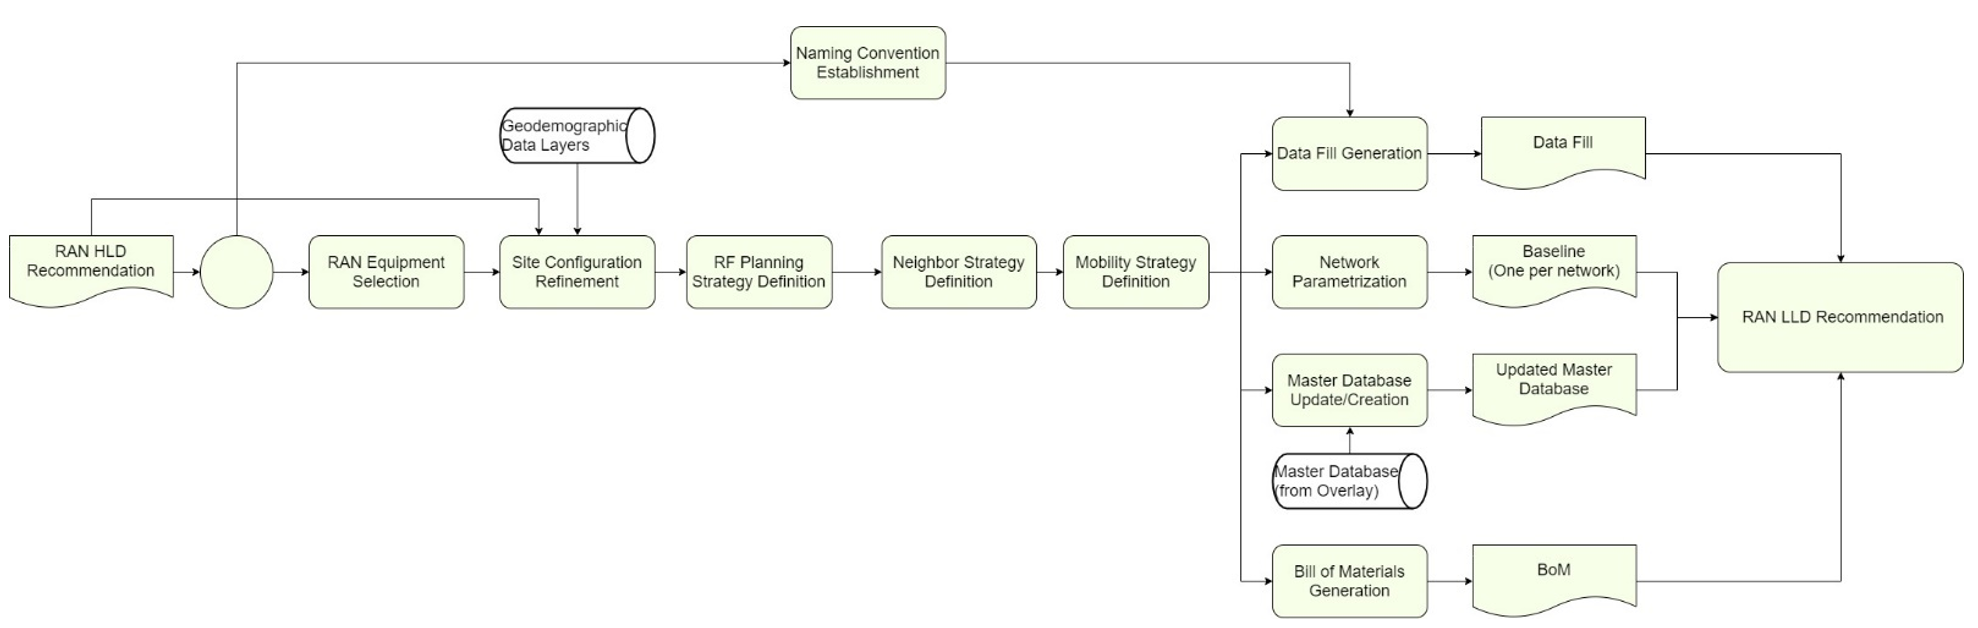 Naming Convention
Establishment
Geodemographic
Data Layers
Data Fill Generation
Data Fill
RAN HLD
Recommendation
RAN Equipment
Selection
Site Configuration
Refinement
RF Planning
Strategy Definition
Neighbor Strategy
Definition
Mobility Strategy
Definition
Network
Parametrization
Baseline
(One per network)
RAN LLD Recommendation
Master Database
Update/Creation
Updated Master
Database
Master Database
(from Overlay)
Bill of Materials
Generation
BoM